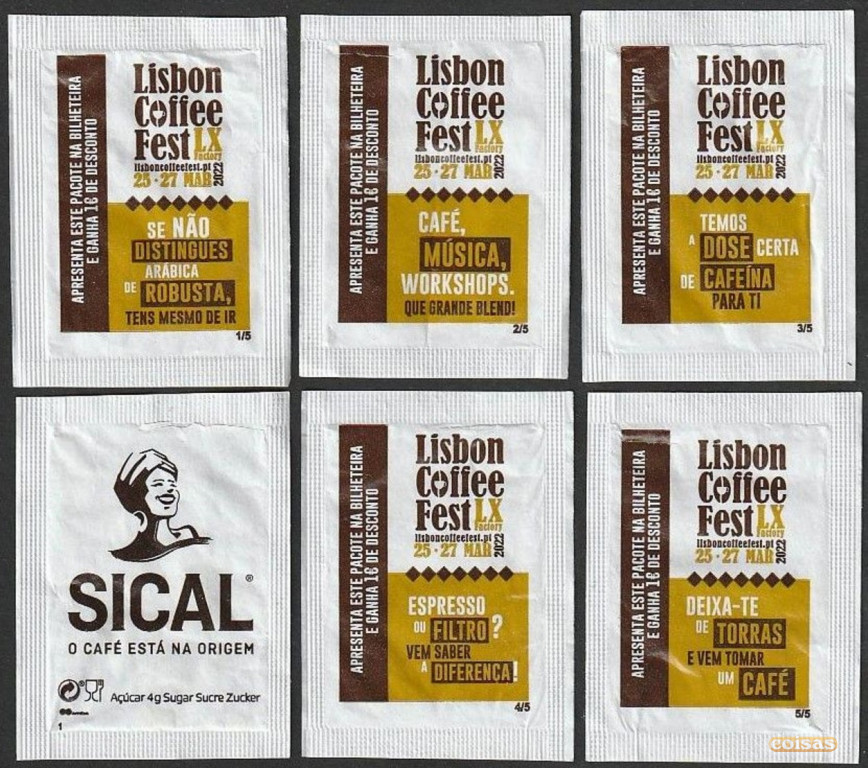 APRESENTA ESTE PACOTE NA BILHETEIRA
E GANHA 1€ DE DESCONTO
Lisbon
Coffee
Fest LX
Factory
lisboncoffeefest.pt
25 · 27 MAR 2022
SE NÃO
DISTINGUES
ARÁBICA
DE ROBUSTA,
TENS MESMO DE IR
1/5
APRESENTA ESTE PACOTE NA BILHETEIRA
E GANHA 1€ DE DESCONTO
Lisbon
Coffee
Fest LX
Factory
lisboncoffeefest.pt
25 · 27 MAR 2022
CAFÉ,
MÚSICA,
WORKSHOPS.
QUE GRANDE BLEND!
2/5
APRESENTA ESTE PACOTE NA BILHETEIRA
E GANHA 1€ DE DESCONTO
Lisbon
Coffee
Fest LX
Factory
lisboncoffeefest.pt
25 · 27 MAR 2022
TEMOS
A DOSE CERTA
DE CAFEÍNA
PARA TI
3/5
SICAL®
O CAFÉ ESTÁ NA ORIGEM
Açúcar 4g Sugar Sucre Zucker
1
APRESENTA ESTE PACOTE NA BILHETEIRA
E GANHA 1€ DE DESCONTO
Lisbon
Coffee
Fest LX
Factory
lisboncoffeefest.pt
25 · 27 MAR 2022
ESPRESSO
OU FILTRO?
VEM SABER
A DIFERENÇA!
4/5
APRESENTA ESTE PACOTE NA BILHETEIRA
E GANHA 1€ DE DESCONTO
Lisbon
Coffee
Fest LX
Factory
lisboncoffeefest.pt
25 · 27 MAR 2022
DEIXA-TE
DE TORRAS
E VEM TOMAR
UM CAFÉ
5/5
coisas